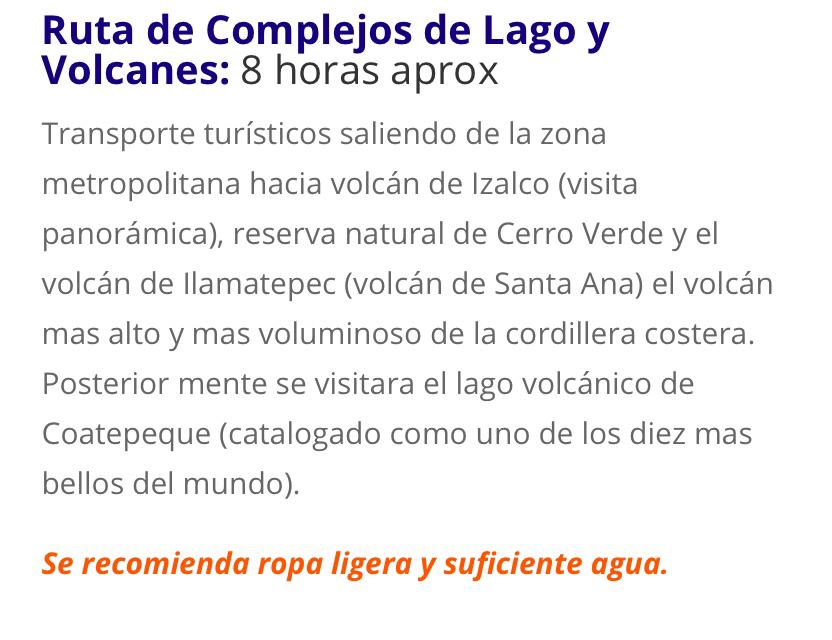 Ruta de Complejos de Lago y
Volcanes: 8 horas aprox
Transporte turísticos saliendo de la zona
metropolitana hacia volcán de Izalco (visita
panorámica), reserva natural de Cerro Verde y el
volcán de Ilamatepec (volcán de Santa Ana) el volcán
mas alto y mas voluminoso de la cordillera costera.
Posterior mente se visitara el lago volcánico de
Coatepeque (catalogado como uno de los diez mas
bellos del mundo).
Se recomienda ropa ligera y suficiente agua.